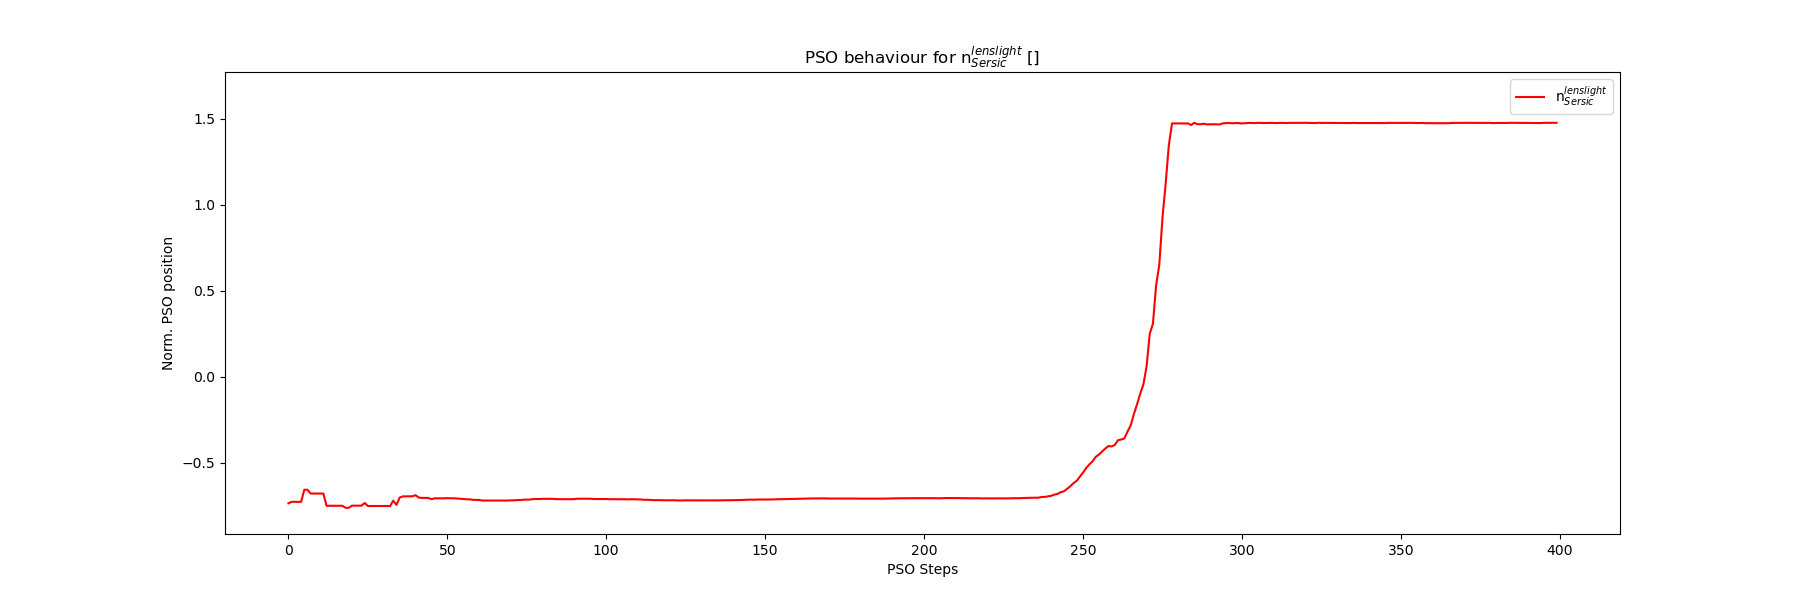 PSO behaviour for n$^{lenslight}_{Sersic}$ []
n$^{lenslight}_{Sersic}$
1.5
1.0
0.5
0.0
−0.5
Norm. PSO position
0 50 100 150 200 250 300 350 400
PSO Steps